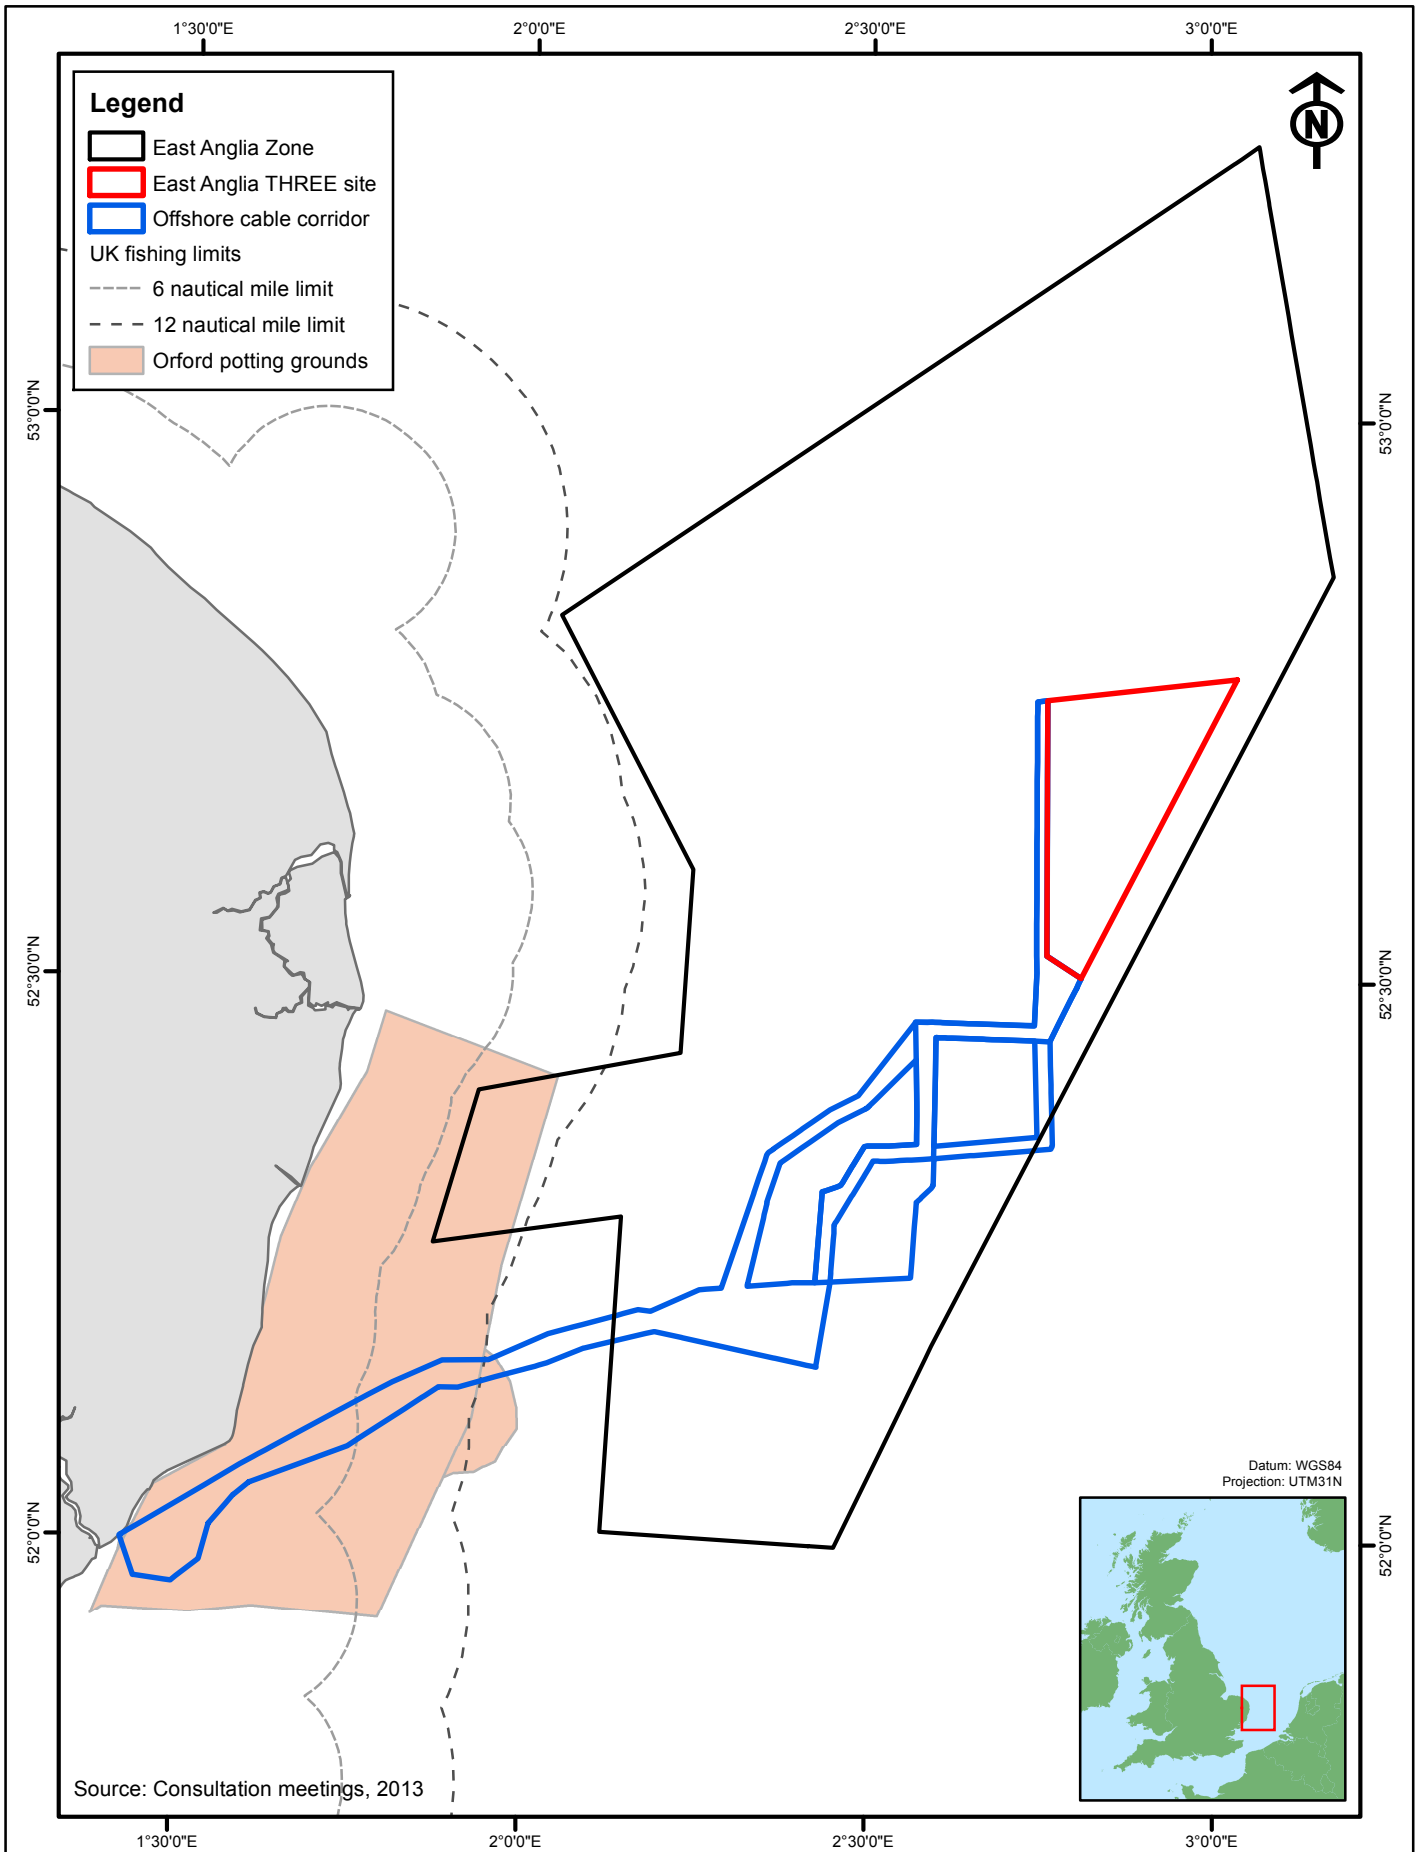 1°30'0"E 2°0'0"E 2°30'0"E 3°0'0"E
Legend
East Anglia Zone
East Anglia THREE site
Offshore cable corridor
UK fishing limits
6 nautical mile limit
12 nautical mile limit
Orford potting grounds
N
53°0'0"N 53°0'0"N
52°30'0"N 52°30'0"N
Datum: WGS84
Projection: UTM31N
52°0'0"N 52°0'0"N
Source: Consultation meetings, 2013
1°30'0"E 2°0'0"E 2°30'0"E 3°0'0"E